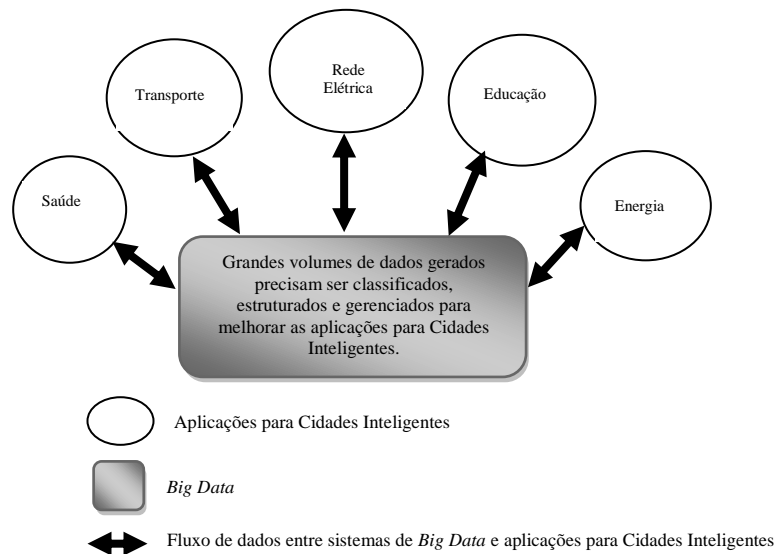 Rede
Elétrica
Transporte
Educação
Saúde
Energia
Grandes volumes de dados gerados
precisam ser classificados,
estruturados e gerenciados para
melhorar as aplicações para Cidades
Inteligentes.
Aplicações para Cidades Inteligentes
Big Data
Fluxo de dados entre sistemas de Big Data e aplicações para Cidades Inteligentes